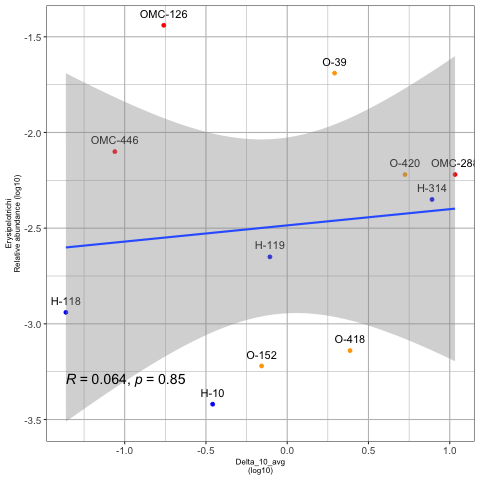 OMC-126
-1.5
O-39
-2.0
OMC-446
O-420
OMC-288
H-314
-2.5
H-119
H-118
-3.0
O-418
O-152
R = 0.064, p = 0.85
H-10
-3.5
-1.0 -0.5 0.0 0.5 1.0
Delta_10_avg
(log10)
Erysipelotrichi
Relative abundance (log10)